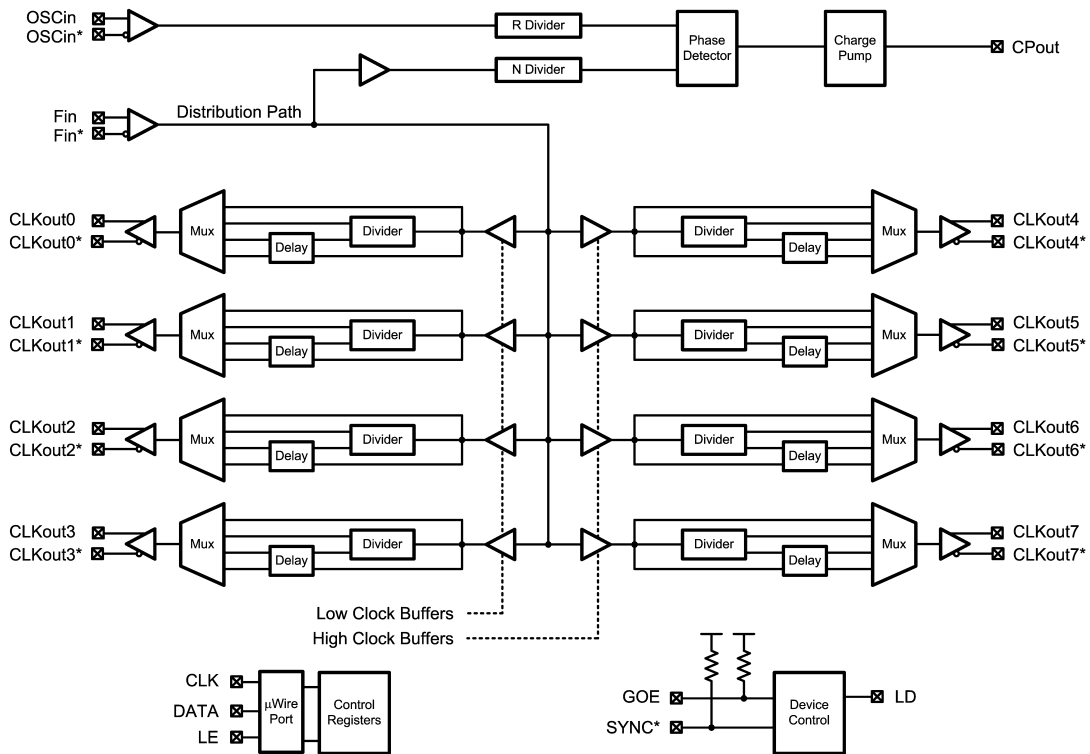 OSCin
OSCin*
R Divider
N Divider
Phase
Detector
Charge
Pump
CPout
Fin
Fin*
Distribution Path
CLKout0
CLKout0*
Mux
Delay
Divider
Divider
Delay
Mux
CLKout4
CLKout4*
CLKout1
CLKout1*
Mux
Delay
Divider
Divider
Delay
Mux
CLKout5
CLKout5*
CLKout2
CLKout2*
Mux
Delay
Divider
Divider
Delay
Mux
CLKout6
CLKout6*
CLKout3
CLKout3*
Mux
Delay
Divider
Divider
Delay
Mux
CLKout7
CLKout7*
Low Clock Buffers
High Clock Buffers
CLK
DATA
LE
µWire
Port
Control
Registers
GOE
SYNC*
Device
Control
LD